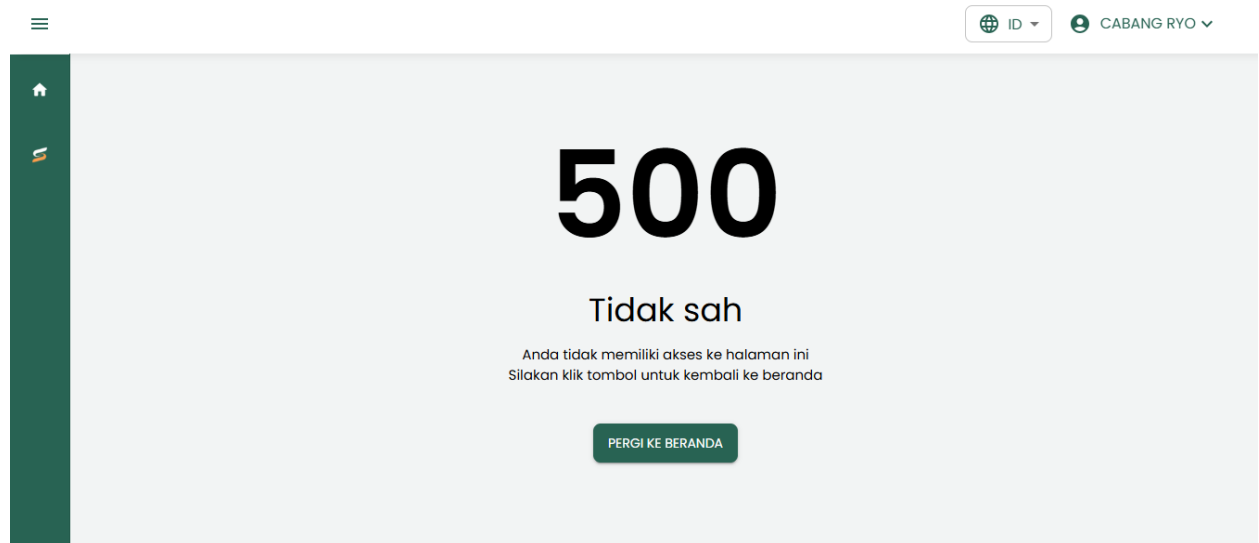 ID
CABANG RYO
500
Tidak sah
Anda tidak memiliki akses ke halaman ini
Silakan klik tombol untuk kembali ke beranda
PERGI KE BERANDA